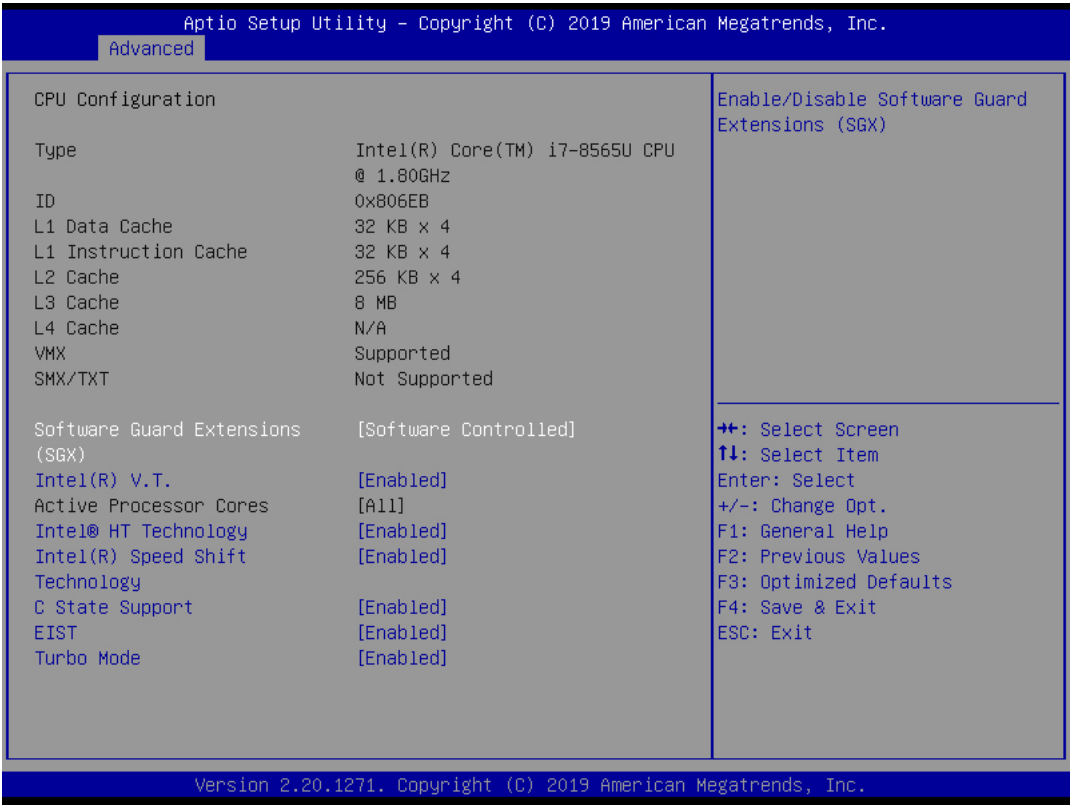 Aptio Setup Utility – Copyright (C) 2019 American Megatrends, Inc.
Advanced
CPU Configuration
Type Intel(R) Core(TM) i7-8565U CPU
@ 1.80GHz
ID 0x806EB
L1 Data Cache 32 KB x 4
L1 Instruction Cache 32 KB x 4
L2 Cache 256 KB x 4
L3 Cache 8 MB
L4 Cache N/A
VMX Supported
SMX/TXT Not Supported
Software Guard Extensions [Software Controlled]
(SGX)
Intel(R) V.T. [Enabled]
Active Processor Cores [All]
Intel® HT Technology [Enabled]
Intel(R) Speed Shift [Enabled]
Technology
C State Support [Enabled]
EIST [Enabled]
Turbo Mode [Enabled]
Enable/Disable Software Guard
Extensions (SGX)
→←: Select Screen
↑↓: Select Item
Enter: Select
+/-: Change Opt.
F1: General Help
F2: Previous Values
F3: Optimized Defaults
F4: Save & Exit
ESC: Exit
Version 2.20.1271. Copyright (C) 2019 American Megatrends, Inc.